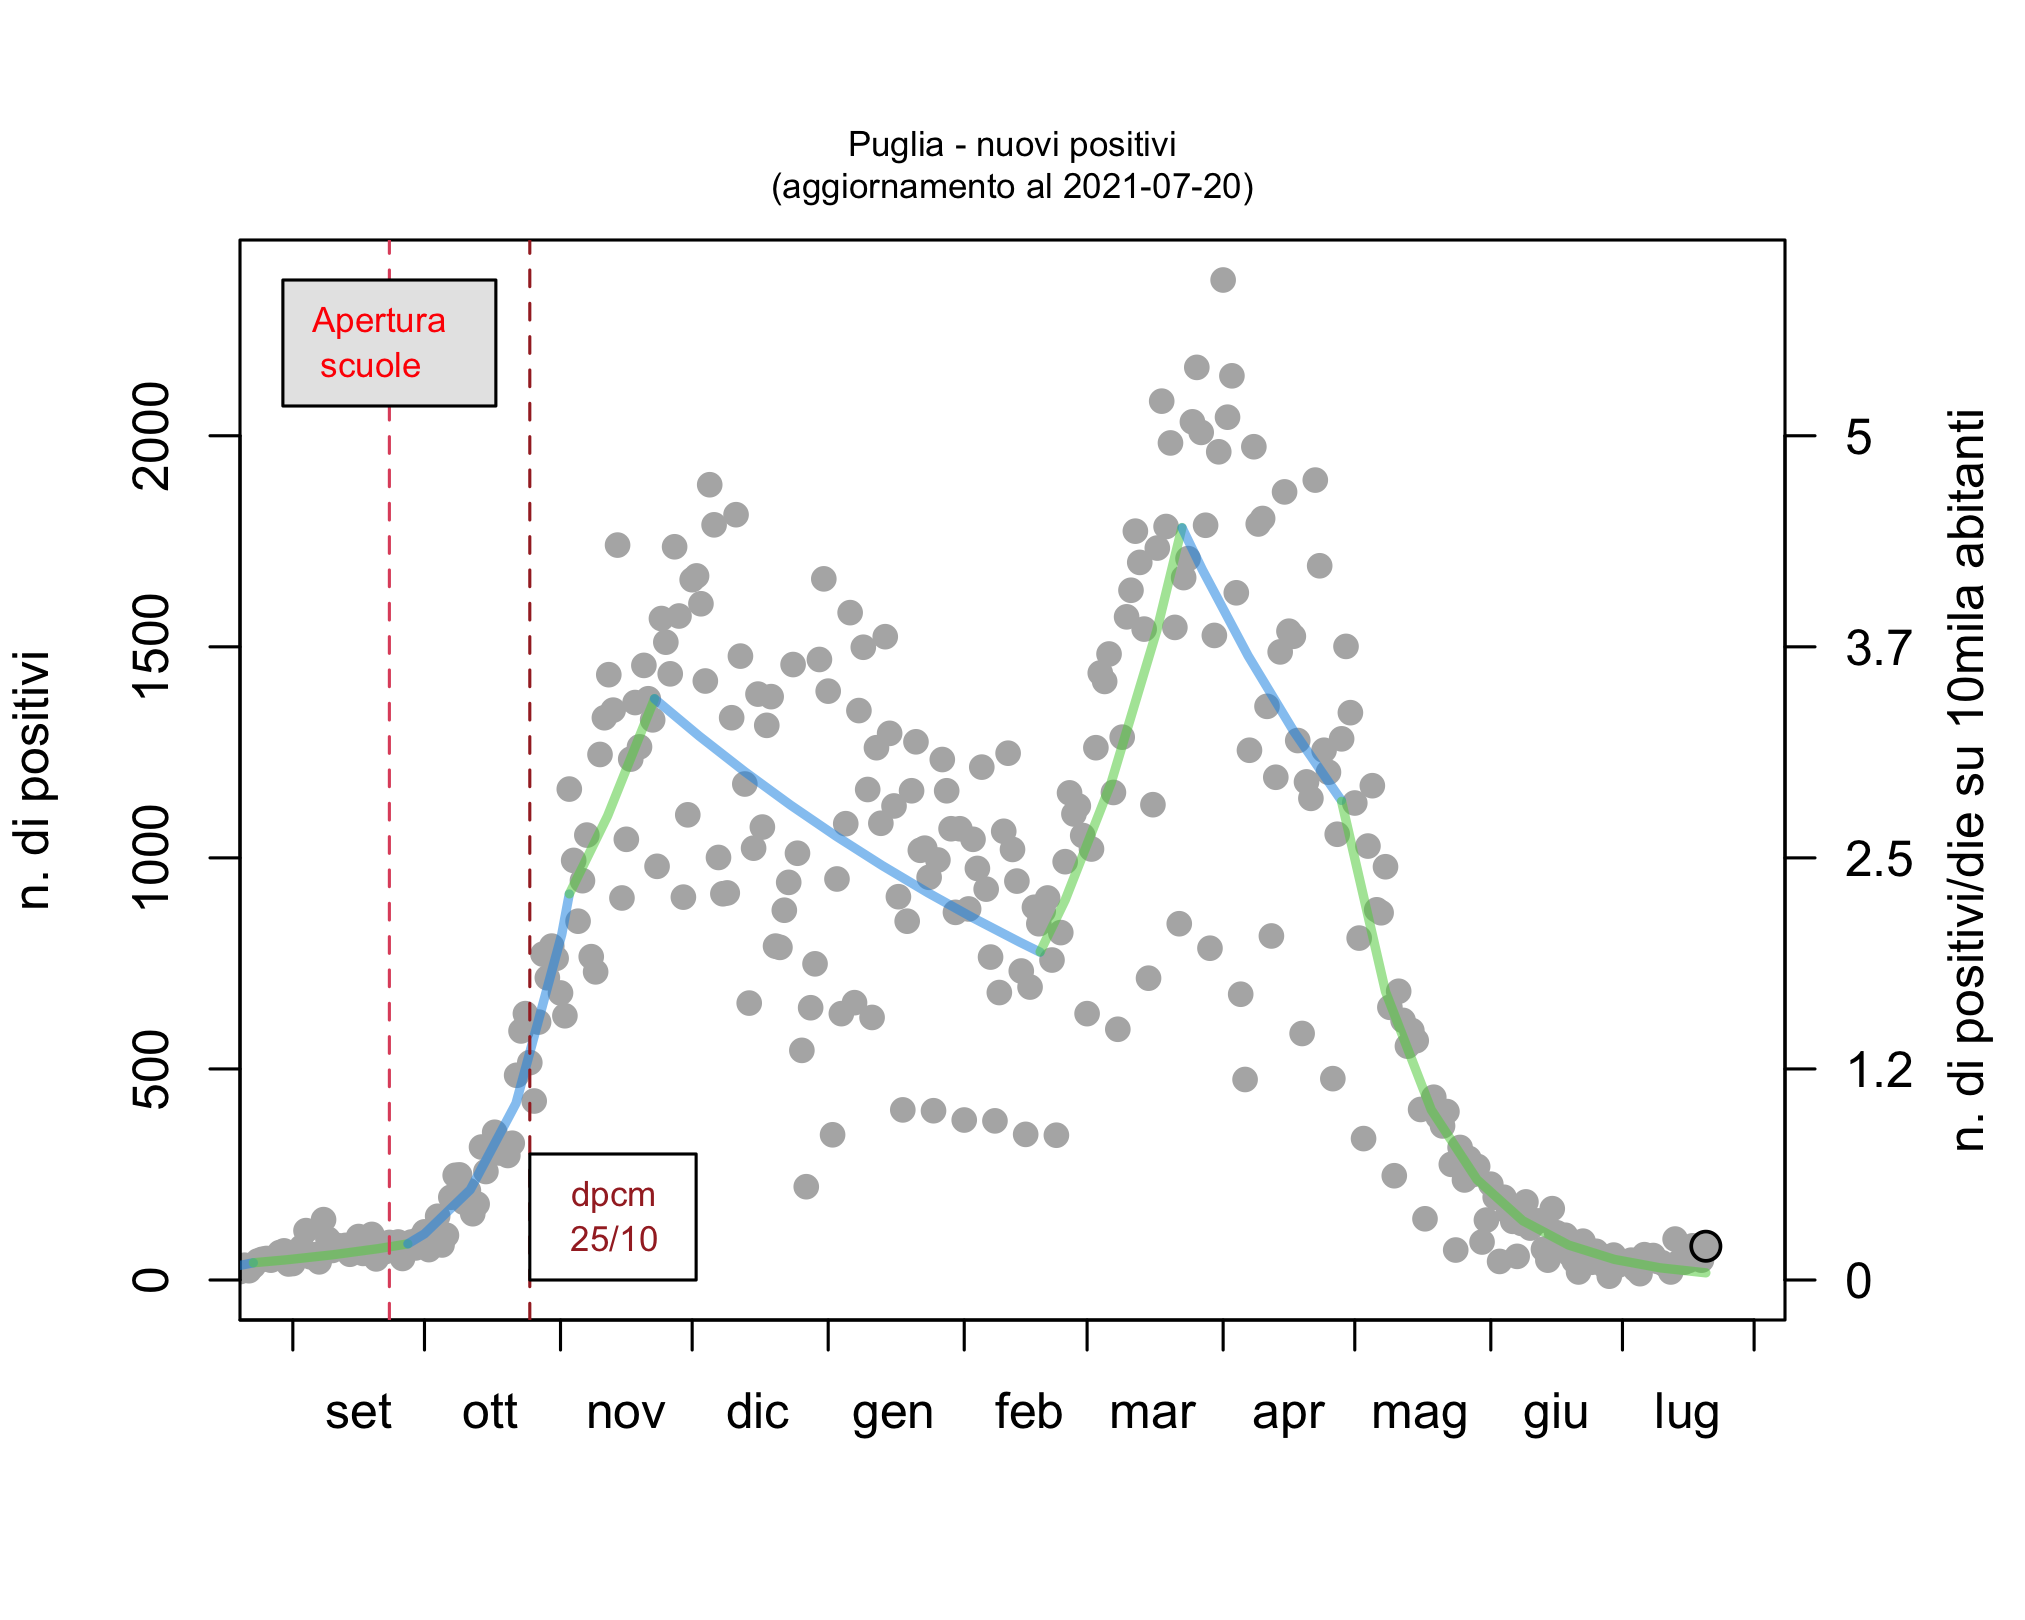 Puglia - nuovi positivi
(aggiornamento al 2021-07-20)
Apertura
scuole
dpcm
25/10
n. di positivi
0
500
1000
1500
2000
n. di positivi/die su 10mila abitanti
0
1.2
2.5
3.7
5
set ott nov dic gen feb mar apr mag giu lug